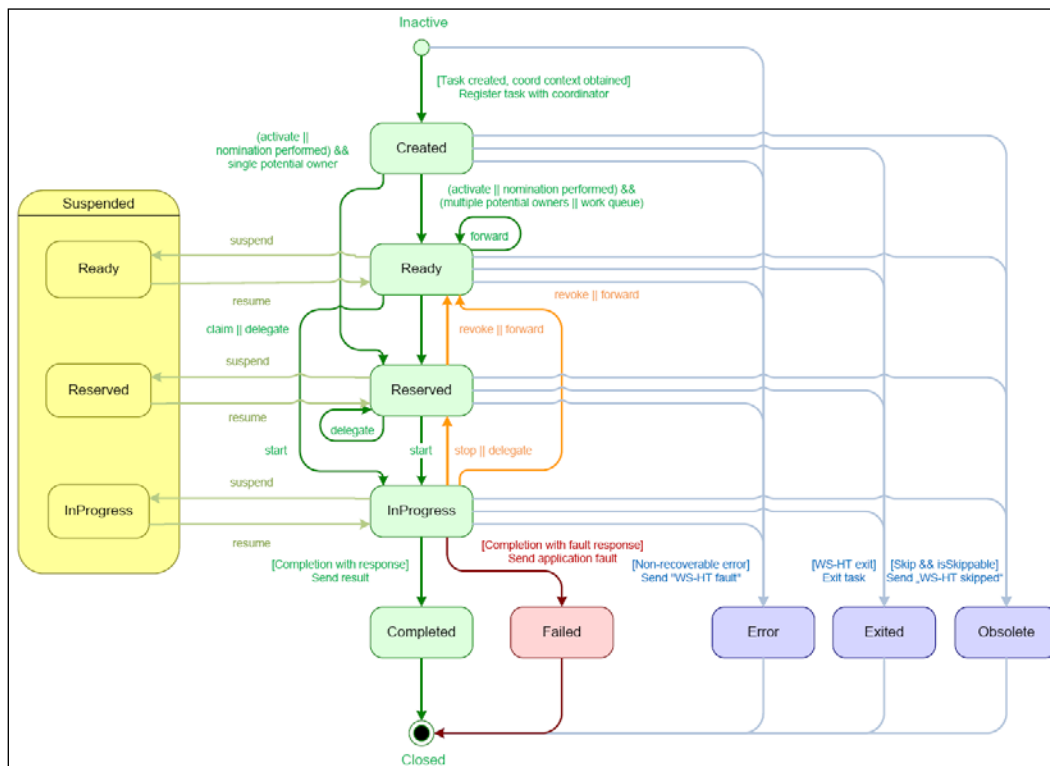 Inactive
[Task created, coord context obtained]
Register task with coordinator
(activate ||
nomination performed) &&
single potential owner
Created
(activate || nomination performed) &&
(multiple potential owners || work queue)
Suspended
forward
suspend
Ready
Ready
resume
revoke || forward
claim || delegate
revoke || forward
suspend
Reserved
Reserved
resume
delegate
start
start
stop || delegate
suspend
InProgress
InProgress
resume
[Completion with fault response]
Send application fault
[Completion with response]
Send result
[Non-recoverable error]
Send "WS-HT fault"
[WS-HT exit]
Exit task
[Skip && isSkippable]
Send „WS-HT skipped"
Completed
Failed
Error
Exited
Obsolete
Closed